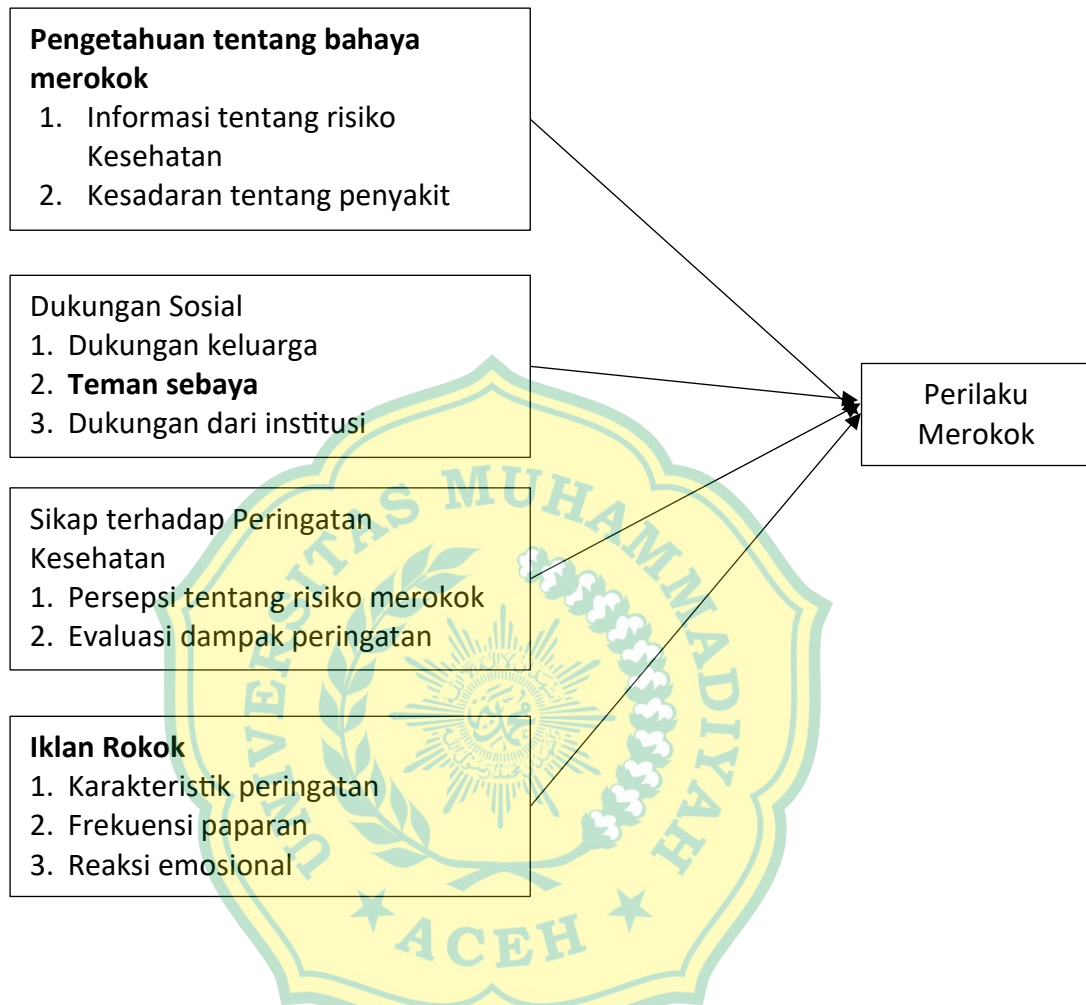 Pengetahuan tentang bahaya
merokok
1. Informasi tentang risiko
Kesehatan
2. Kesadaran tentang penyakit
Dukungan Sosial
1. Dukungan keluarga
2. Teman sebaya
3. Dukungan dari institusi
Sikap terhadap Peringatan
Kesehatan
1. Persepsi tentang risiko merokok
2. Evaluasi dampak peringatan
Iklan Rokok
1. Karakteristik peringatan
2. Frekuensi paparan
3. Reaksi emosional
Perilaku
Merokok
UNIVERSITAS MUHAMMADIYAH
ACEH